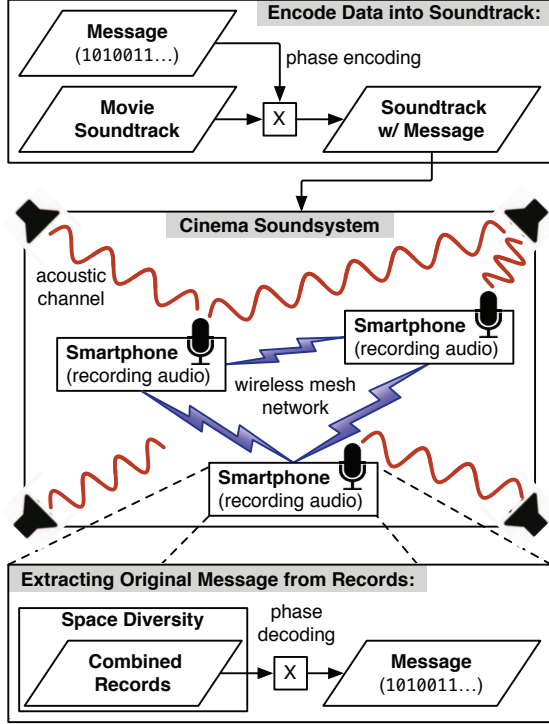 Encode Data into Soundtrack:
Message
(1010011...)
phase encoding
Movie
Soundtrack
X
Soundtrack
w/ Message
Cinema Soundsystem
acoustic
channel
Smartphone
(recording audio)
Smartphone
(recording audio)
wireless mesh
network
Smartphone
(recording audio)
Extracting Original Message from Records:
Space Diversity
Combined
Records
phase
decoding
X
Message
(1010011...)